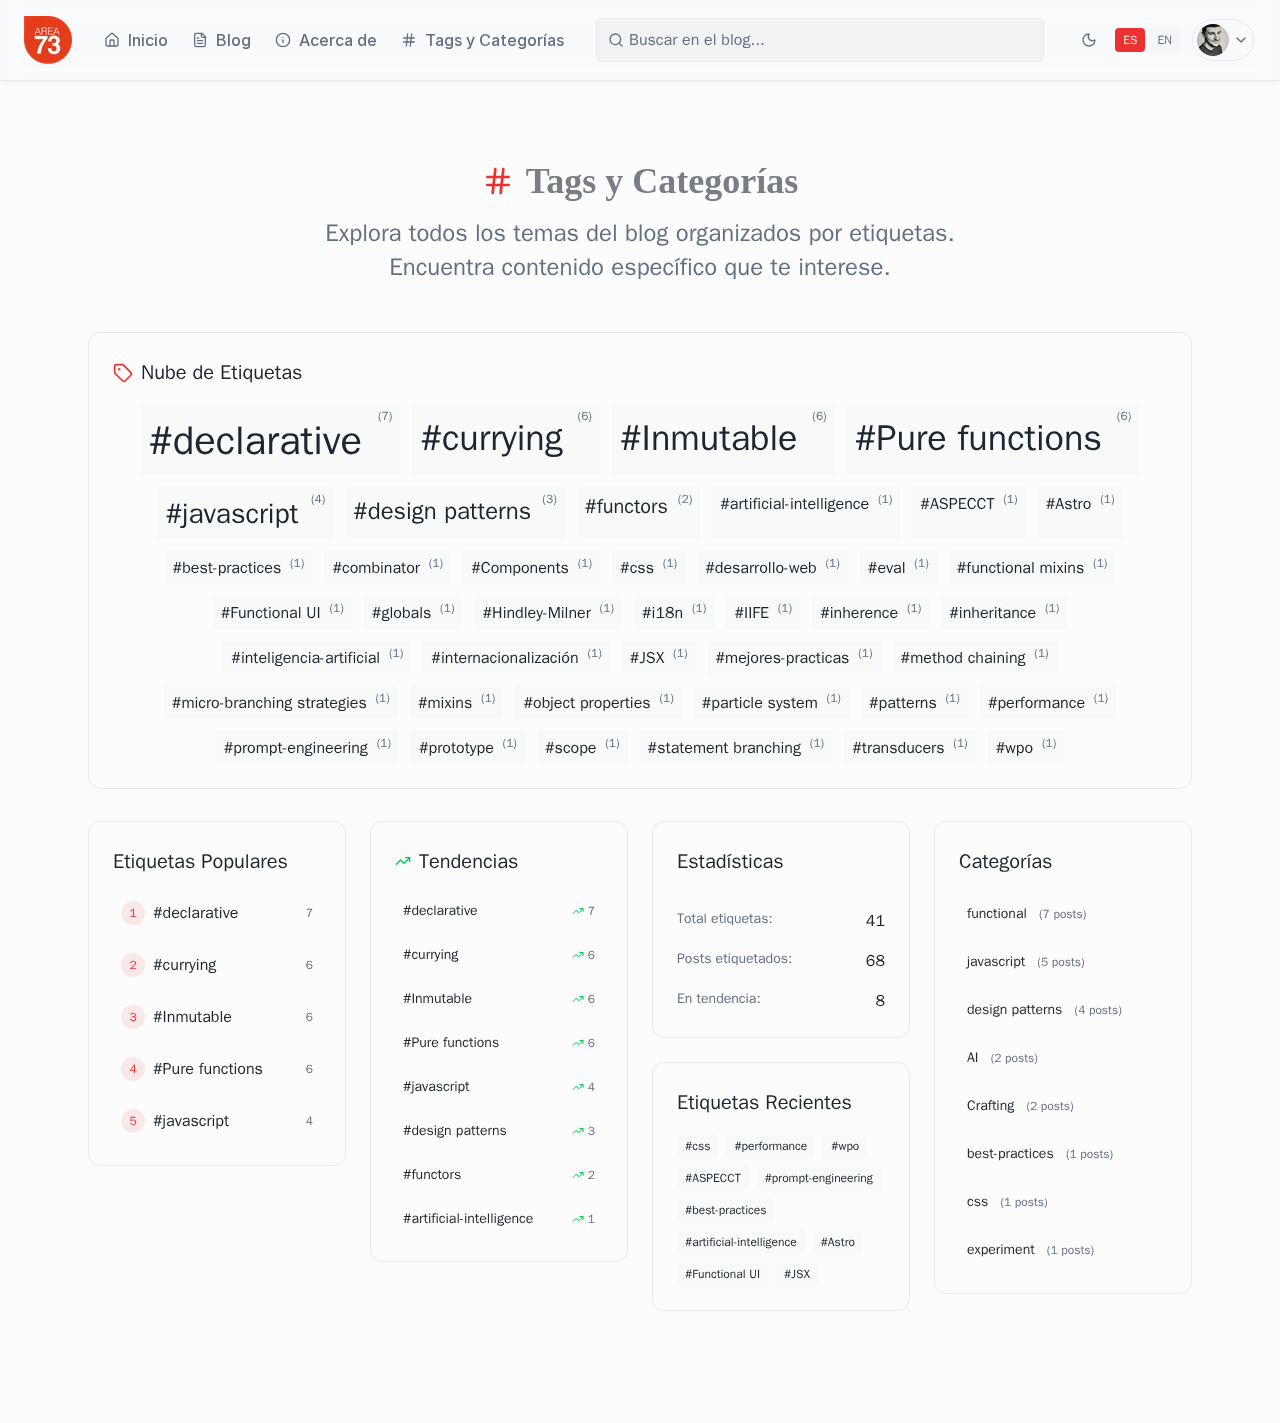 AREA
73
Inicio
Blog
Acerca de
Tags y Categorías
Buscar en el blog...
ES
EN
Tags y Categorías
Explora todos los temas del blog organizados por etiquetas.
Encuentra contenido específico que te interese.
Nube de Etiquetas
#declarative (7) #currying (6) #Inmutable (6) #Pure functions (6)
#javascript (4) #design patterns (3) #functors (2) #artificial-intelligence (1) #ASPECCT (1) #Astro (1)
#best-practices (1) #combinator (1) #Components (1) #css (1) #desarrollo-web (1) #eval (1) #functional mixins (1)
#Functional UI (1) #globals (1) #Hindley-Milner (1) #i18n (1) #IIFE (1) #inherence (1) #inheritance (1)
#inteligencia-artificial (1) #internacionalización (1) #JSX (1) #mejores-practicas (1) #method chaining (1)
#micro-branching strategies (1) #mixins (1) #object properties (1) #particle system (1) #patterns (1) #performance (1)
#prompt-engineering (1) #prototype (1) #scope (1) #statement branching (1) #transducers (1) #wpo (1)
Etiquetas Populares
1 #declarative 7
2 #currying 6
3 #Inmutable 6
4 #Pure functions 6
5 #javascript 4
Tendencias
#declarative 7
#currying 6
#Inmutable 6
#Pure functions 6
#javascript 4
#design patterns 3
#functors 2
#artificial-intelligence 1
Estadísticas
Total etiquetas: 41
Posts etiquetados: 68
En tendencia: 8
Etiquetas Recientes
#css #performance #wpo
#ASPECCT #prompt-engineering
#best-practices
#artificial-intelligence #Astro
#Functional UI #JSX
Categorías
functional (7 posts)
javascript (5 posts)
design patterns (4 posts)
AI (2 posts)
Crafting (2 posts)
best-practices (1 posts)
css (1 posts)
experiment (1 posts)